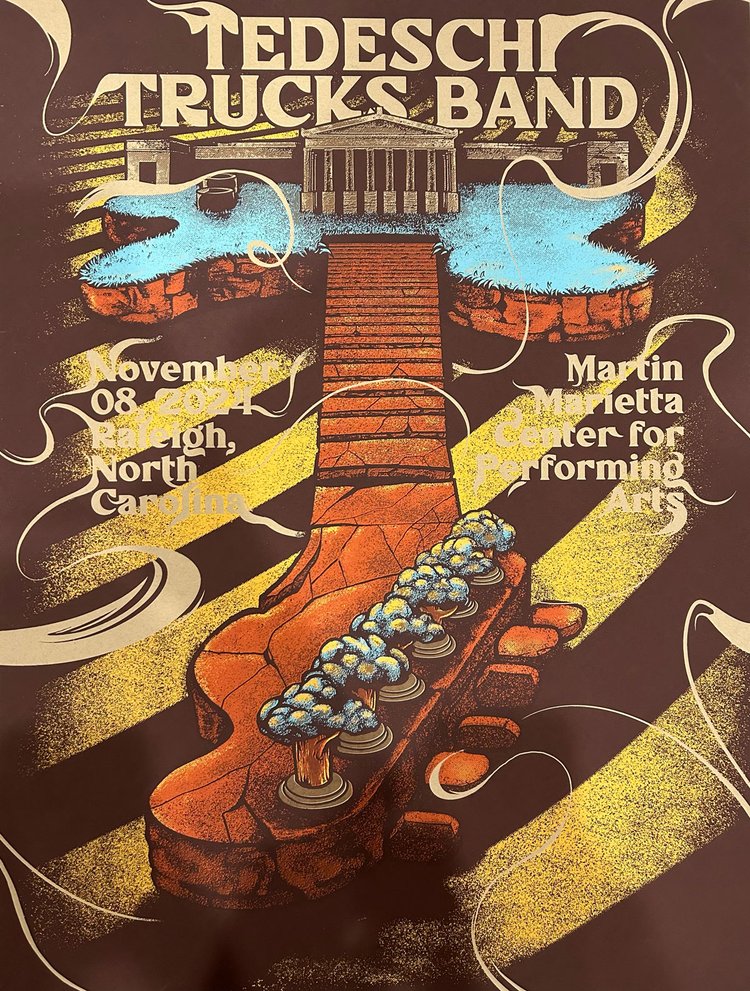 TEDESCHI
TRUCKS BAND
November
08, 2024
Raleigh,
North
Carolina
Martin
Marietta
Center for
Performing
Arts